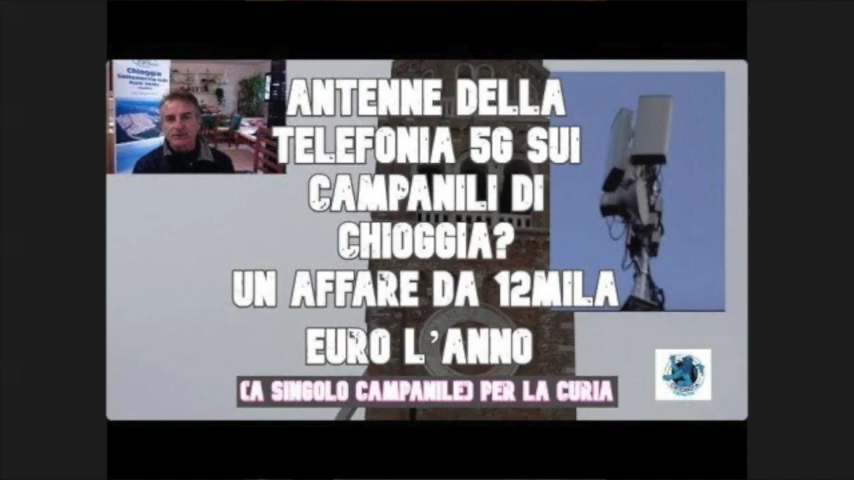 Chioggia
ANTENNE DELLA
TELEFONIA 5G SUI
CAMPANILI DI
CHIOGGIA?
UN AFFARE DA 12MILA
EURO L'ANNO
(A SINGOLO CAMPANILE) PER LA CURIA